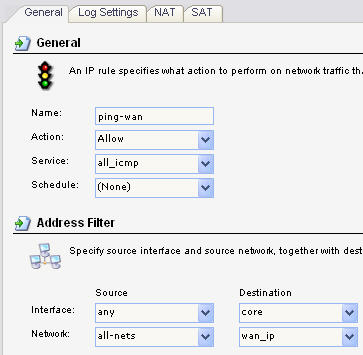 General Log Settings NAT SAT
General
An IP rule specifies what action to perform on network traffic th
Name: ping-wan
Action: Allow
Service: all_icmp
Schedule: (None)
Address Filter
Specify source interface and source network, together with dest
Source Destination
Interface: any core
Network: all-nets wan_ip